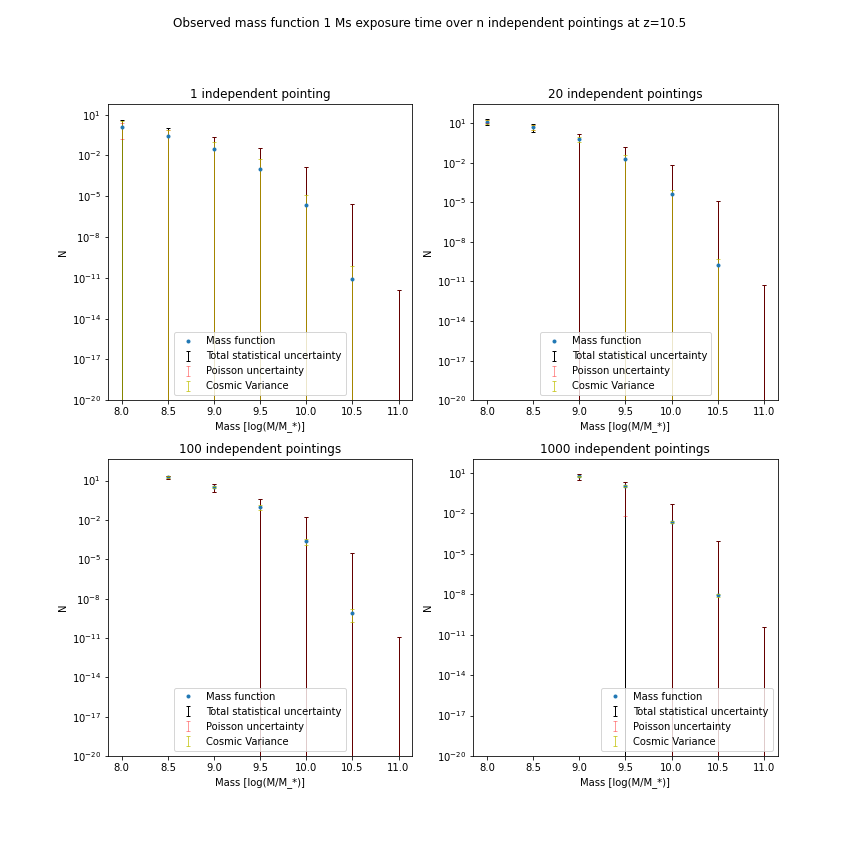 Observed mass function 1 Ms exposure time over n independent pointings at z=10.5
1 independent pointing
10^1
10^−2
10^−5
10^−8
10^−11
10^−14
10^−17
10^−20
N
Mass function
Total statistical uncertainty
Poisson uncertainty
Cosmic Variance
8.0 8.5 9.0 9.5 10.0 10.5 11.0
Mass [log(M/M_*)]
20 independent pointings
10^1
10^−2
10^−5
10^−8
10^−11
10^−14
10^−17
10^−20
N
Mass function
Total statistical uncertainty
Poisson uncertainty
Cosmic Variance
8.0 8.5 9.0 9.5 10.0 10.5 11.0
Mass [log(M/M_*)]
100 independent pointings
10^1
10^−2
10^−5
10^−8
10^−11
10^−14
10^−17
10^−20
N
Mass function
Total statistical uncertainty
Poisson uncertainty
Cosmic Variance
8.0 8.5 9.0 9.5 10.0 10.5 11.0
Mass [log(M/M_*)]
1000 independent pointings
10^1
10^−2
10^−5
10^−8
10^−11
10^−14
10^−17
10^−20
N
Mass function
Total statistical uncertainty
Poisson uncertainty
Cosmic Variance
8.0 8.5 9.0 9.5 10.0 10.5 11.0
Mass [log(M/M_*)]